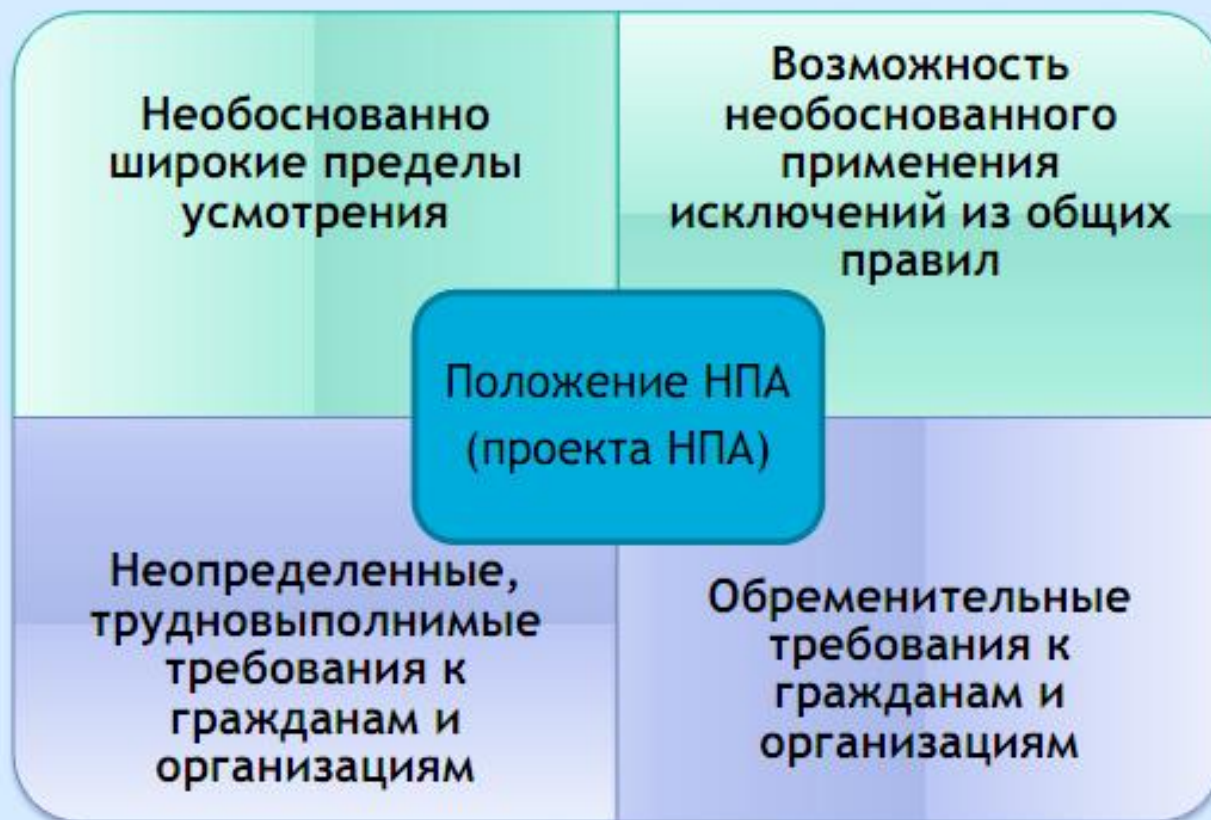 Необоснованно
широкие пределы
усмотрения
Возможность
необоснованного
применения
исключений из общих
правил
Положение НПА
(проекта НПА)
Неопределенные,
трудновыполнимые
требования к
гражданам и
организациям
Обременительные
требования к
гражданам и
организациям